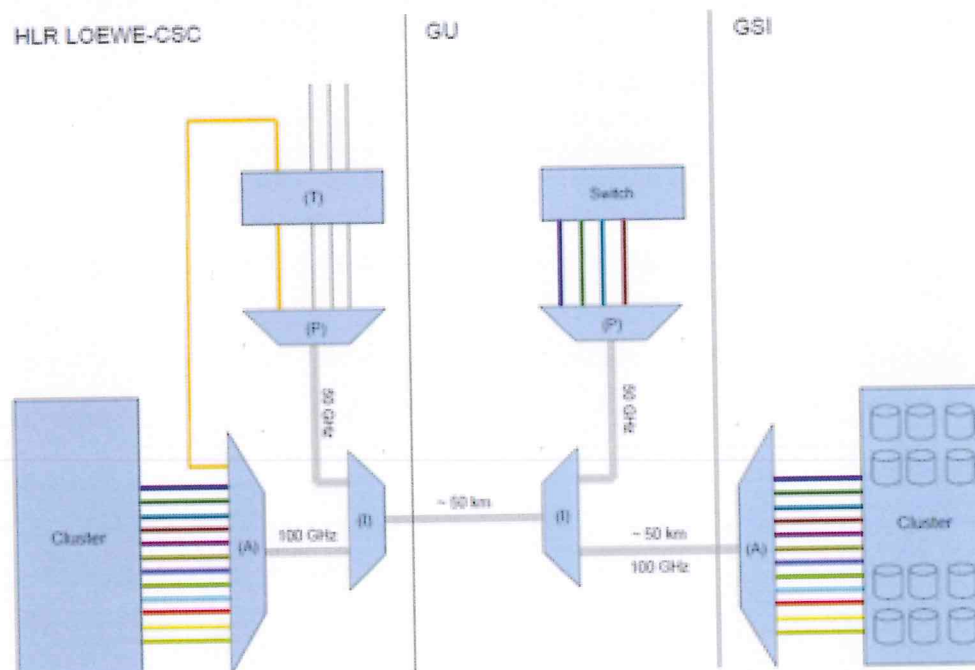 HLR LOEWE-CSC
GU
GSI
(T)
Switch
(P)
(P)
50 GHz
50 GHz
Cluster
(A)
100 GHz
(I)
~ 50 km
(I)
~ 50 km
100 GHz
(A)
Cluster